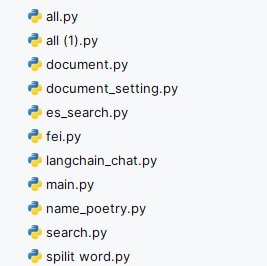 all.py
all (1).py
document.py
document_setting.py
es_search.py
fei.py
langchain_chat.py
main.py
name_poetry.py
search.py
spilit word.py